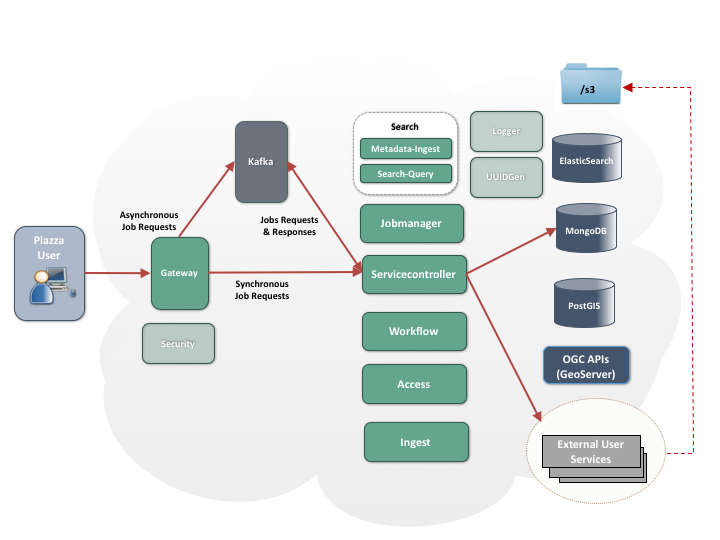 /s3
Search
Metadata-Ingest
Search-Query
Logger
UUIDGen
ElasticSearch
Kafka
Asynchronous
Job Requests
Jobs Requests
& Responses
Jobmanager
MongoDB
Piazza
User
Gateway
Synchronous
Job Requests
Servicecontroller
PostGIS
Security
Workflow
OGC APIs
(GeoServer)
Access
Ingest
External User
Services